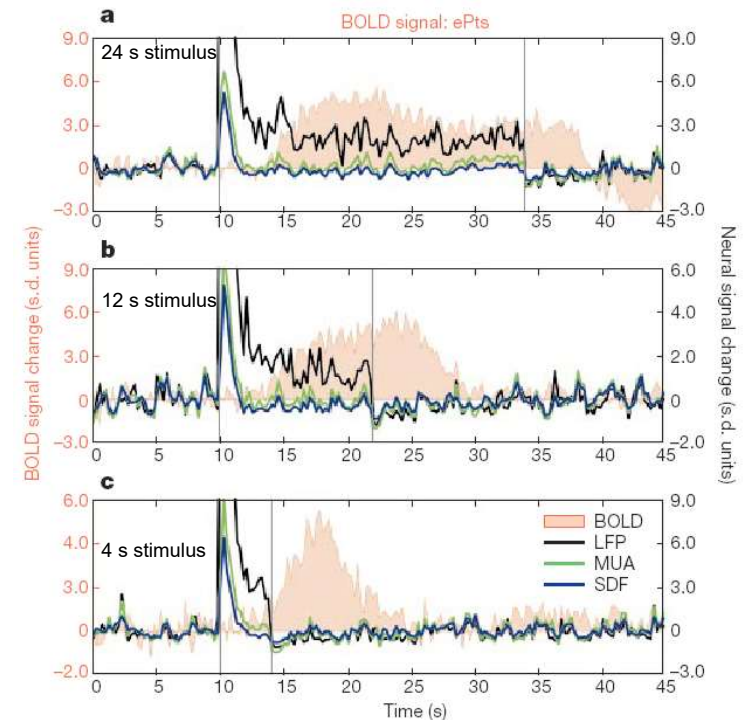 a
BOLD signal: ePts
24 s stimulus
9.0
6.0
3.0
0
−3.0
9.0
6.0
3.0
0
−3.0
0 5 10 15 20 25 30 35 40 45
b
12 s stimulus
9.0
6.0
3.0
0
−3.0
6.0
4.0
2.0
0
−2.0
0 5 10 15 20 25 30 35 40 45
c
4 s stimulus
6.0
4.0
3.0
0
−2.0
9.0
6.0
3.0
0
−3.0
BOLD
LFP
MUA
SDF
0 5 10 15 20 25 30 35 40 45
Time (s)
BOLD signal change (s.d. units)
Neural signal change (s.d. units)